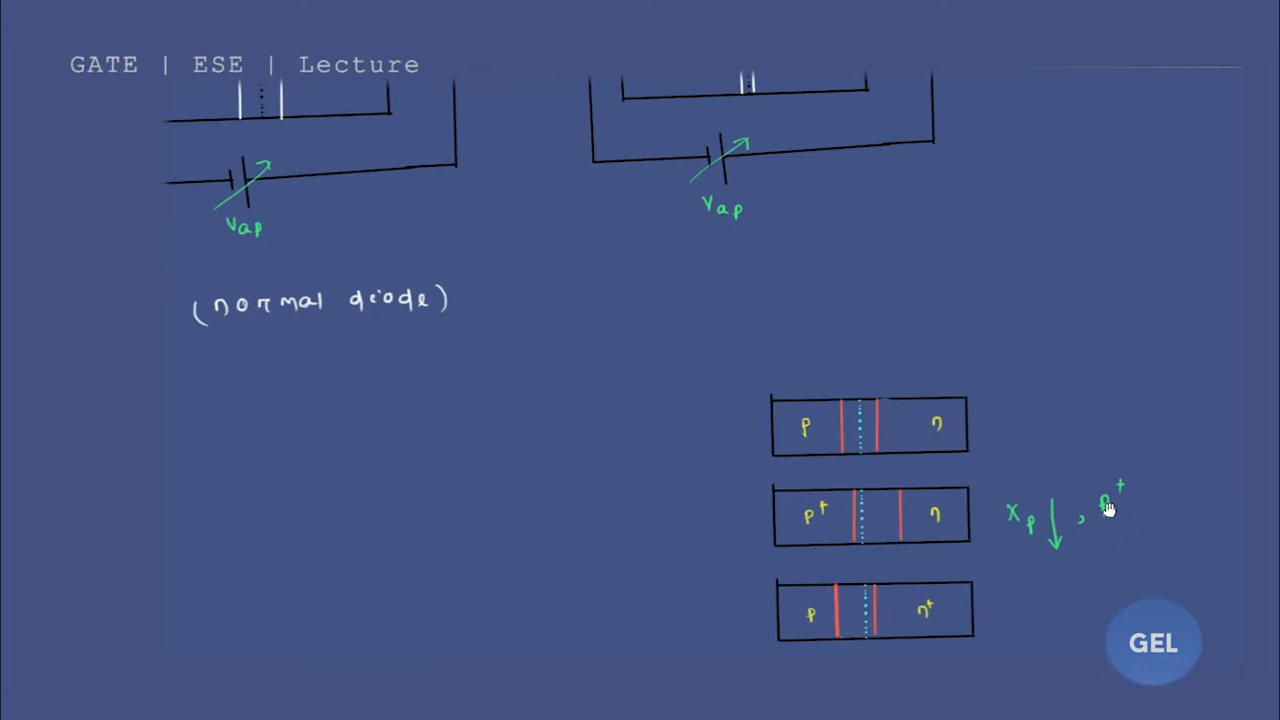 GATE | ESE | Lecture
Vap
Vap
(normal diode)
p n
p+ n
xp↓, p+
p n+
GEL